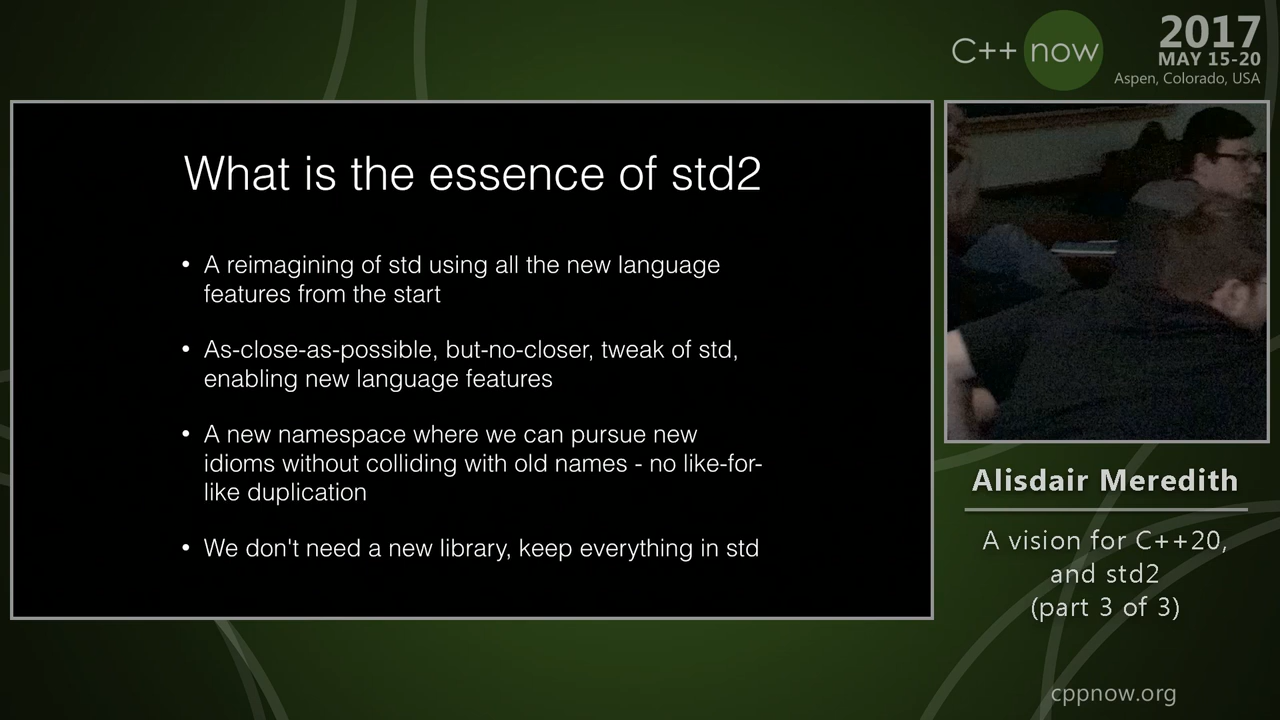 C++ now
2017
MAY 15-20
Aspen, Colorado, USA
What is the essence of std2
• A reimagining of std using all the new language
features from the start
• As-close-as-possible, but-no-closer, tweak of std,
enabling new language features
• A new namespace where we can pursue new
idioms without colliding with old names - no like-for-
like duplication
• We don't need a new library, keep everything in std
Alisdair Meredith
A vision for C++20,
and std2
(part 3 of 3)
cppnow.org